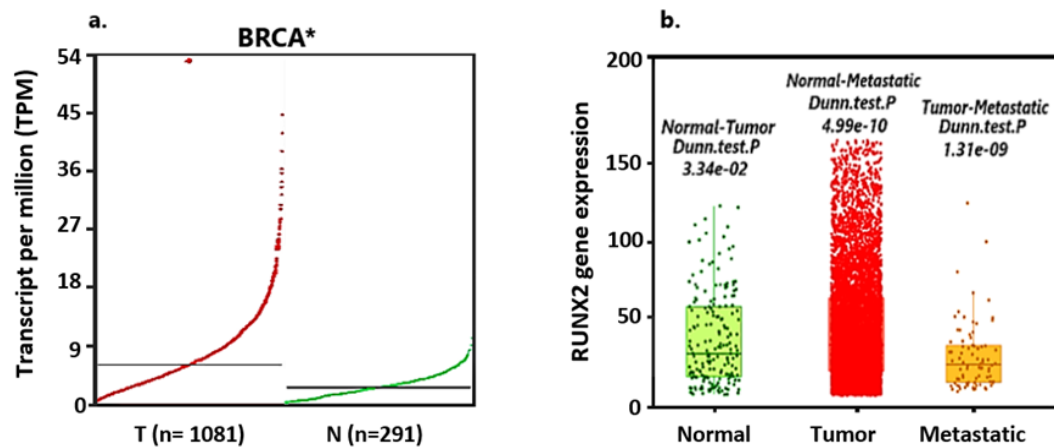 a.
BRCA*
Transcript per million (TPM)
54
45
36
27
18
9
0
T (n= 1081)
N (n=291)
b.
RUNX2 gene expression
200
150
100
50
0
Normal-Tumor
Dunn.test.P
3.34e-02
Normal-Metastatic
Dunn.test.P
4.99e-10
Tumor-Metastatic
Dunn.test.P
1.31e-09
Normal
Tumor
Metastatic